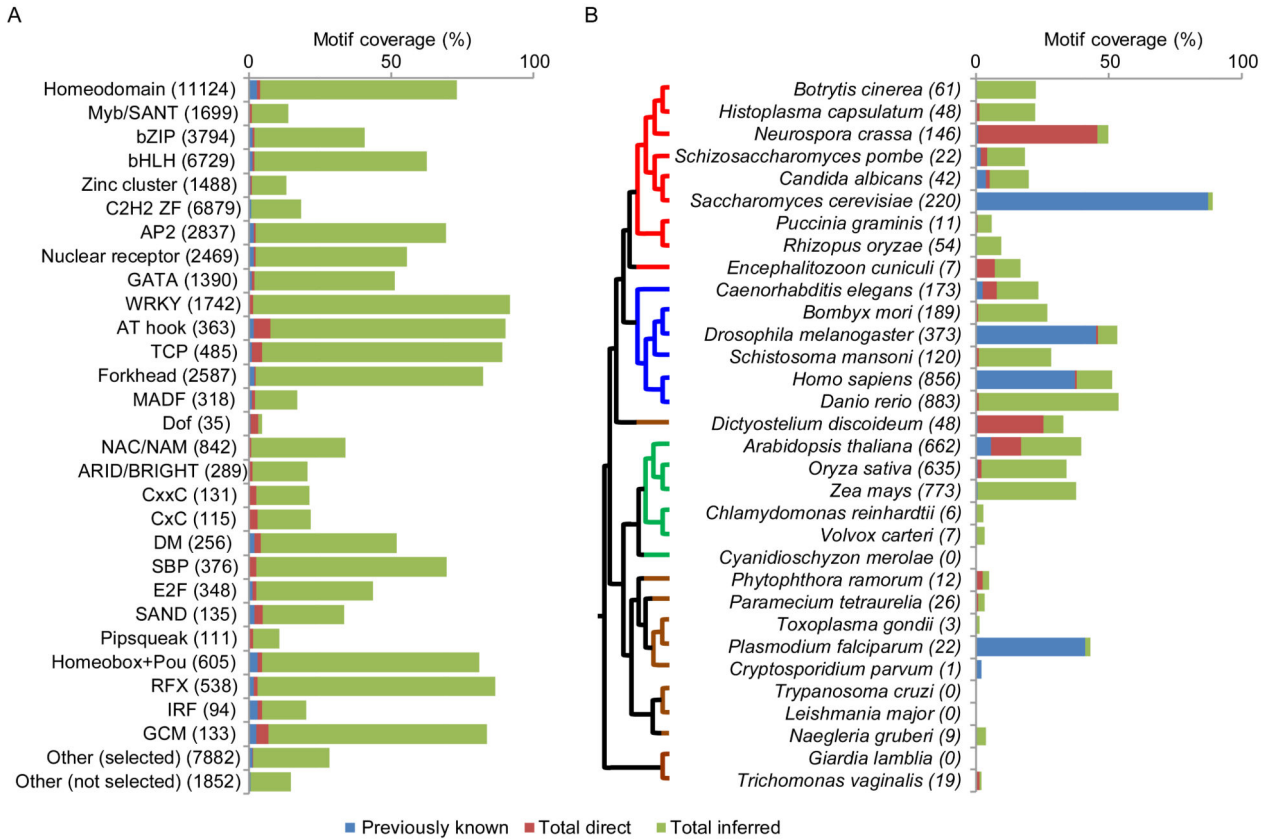 A
Motif coverage (%)
0 50 100
Homeodomain (11124)
Myb/SANT (1699)
bZIP (3794)
bHLH (6729)
Zinc cluster (1488)
C2H2 ZF (6879)
AP2 (2837)
Nuclear receptor (2469)
GATA (1390)
WRKY (1742)
AT hook (363)
TCP (485)
Forkhead (2587)
MADF (318)
Dof (35)
NAC/NAM (842)
ARID/BRIGHT (289)
CxxC (131)
CxC (115)
DM (256)
SBP (376)
E2F (348)
SAND (135)
Pipsqueak (111)
Homeobox+Pou (605)
RFX (538)
IRF (94)
GCM (133)
Other (selected) (7882)
Other (not selected) (1852)
B
Motif coverage (%)
0 50 100
Botrytis cinerea (61)
Histoplasma capsulatum (48)
Neurospora crassa (146)
Schizosaccharomyces pombe (22)
Candida albicans (42)
Saccharomyces cerevisiae (220)
Puccinia graminis (11)
Rhizopus oryzae (54)
Encephalitozoon cuniculi (7)
Caenorhabditis elegans (173)
Bombyx mori (189)
Drosophila melanogaster (373)
Schistosoma mansoni (120)
Homo sapiens (856)
Danio rerio (883)
Dictyostelium discoideum (48)
Arabidopsis thaliana (662)
Oryza sativa (635)
Zea mays (773)
Chlamydomonas reinhardtii (6)
Volvox carteri (7)
Cyanidioschyzon merolae (0)
Phytophthora ramorum (12)
Paramecium tetraurelia (26)
Toxoplasma gondii (3)
Plasmodium falciparum (22)
Cryptosporidium parvum (1)
Trypanosoma cruzi (0)
Leishmania major (0)
Naegleria gruberi (9)
Giardia lamblia (0)
Trichomonas vaginalis (19)
Previously known Total direct Total inferred